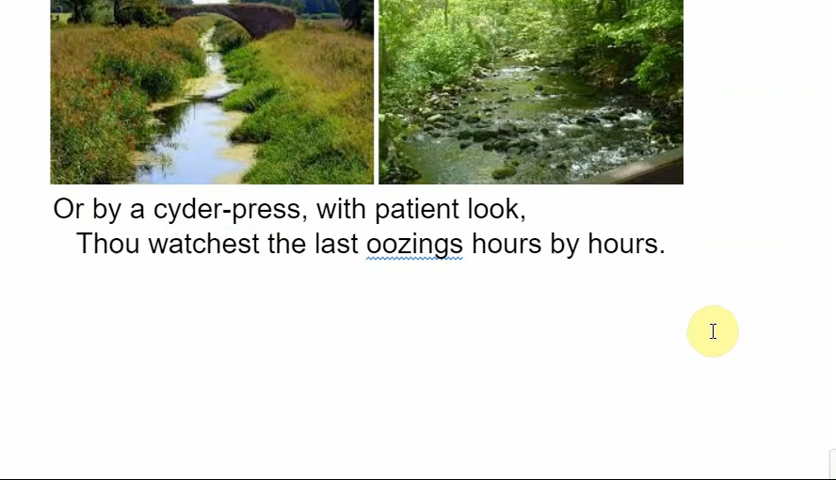 Or by a cyder-press, with patient look,
Thou watchest the last oozings hours by hours.